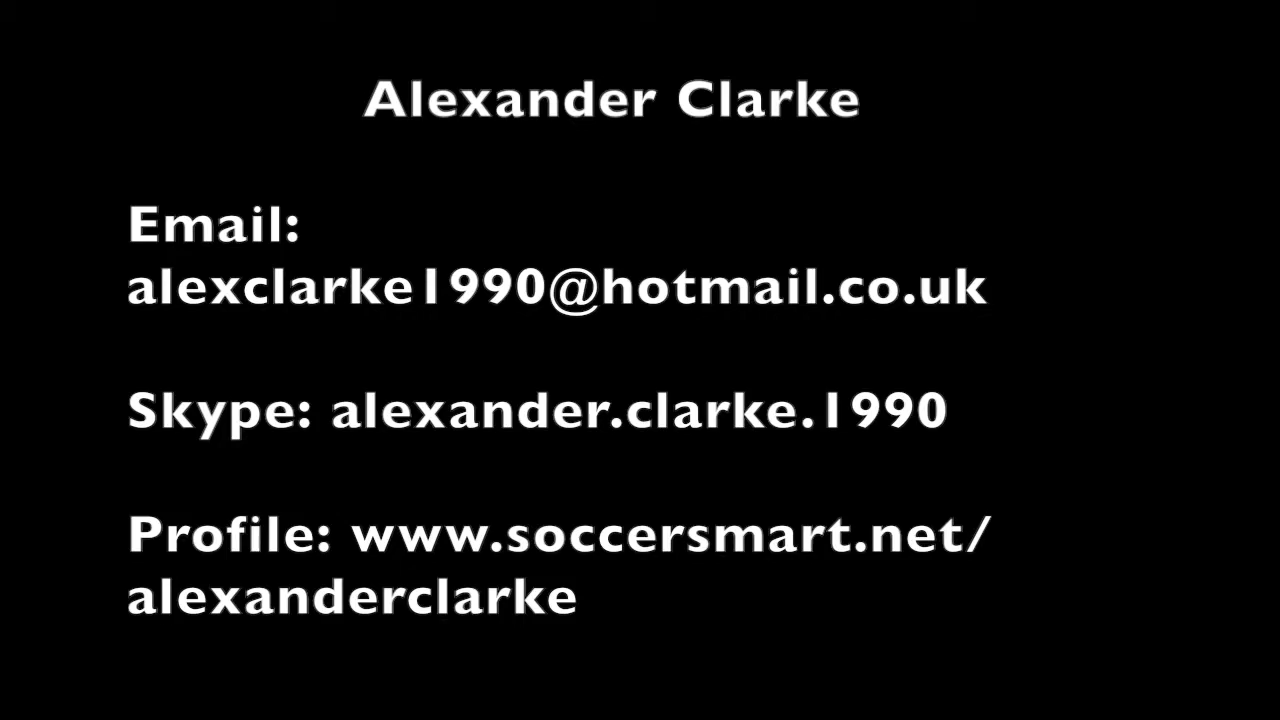 Alexander Clarke
Email:
alexclarke1990@hotmail.co.uk
Skype: alexander.clarke.1990
Profile: www.soccersmart.net/
alexanderclarke